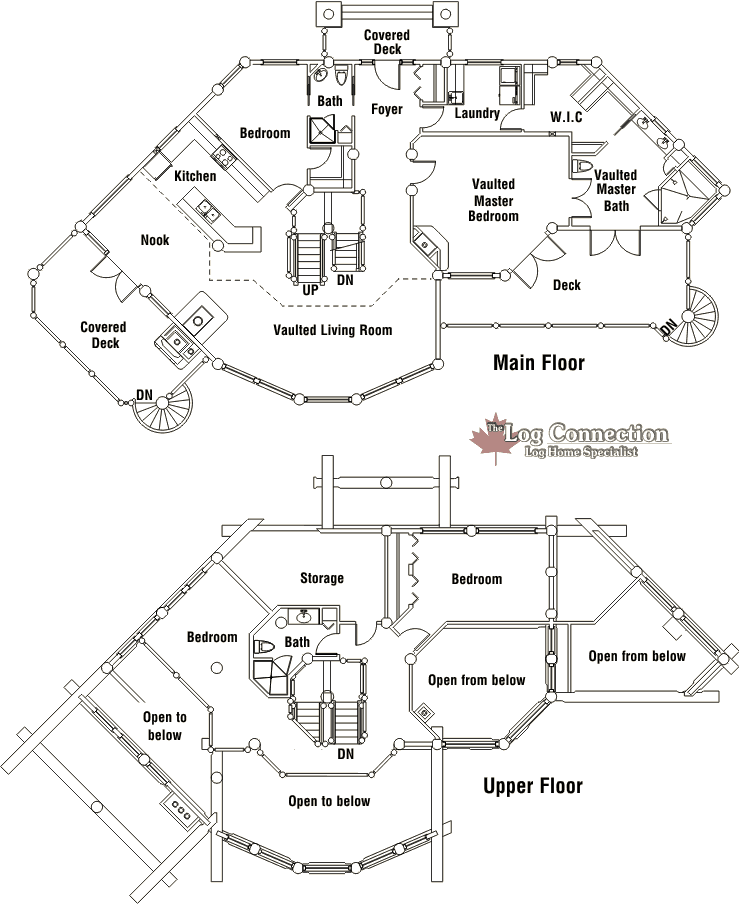 Covered
Deck
Bath
Foyer
Laundry
W.I.C
Bedroom
Kitchen
Vaulted
Master
Bedroom
Vaulted
Master
Bath
Nook
UP
DN
Deck
Covered
Deck
Vaulted Living Room
DN
DN
Main Floor
The Log Connection
Log Home Specialist
Storage
Bedroom
Bedroom
Bath
Open from below
Open from below
Open to
below
DN
Open to below
Upper Floor